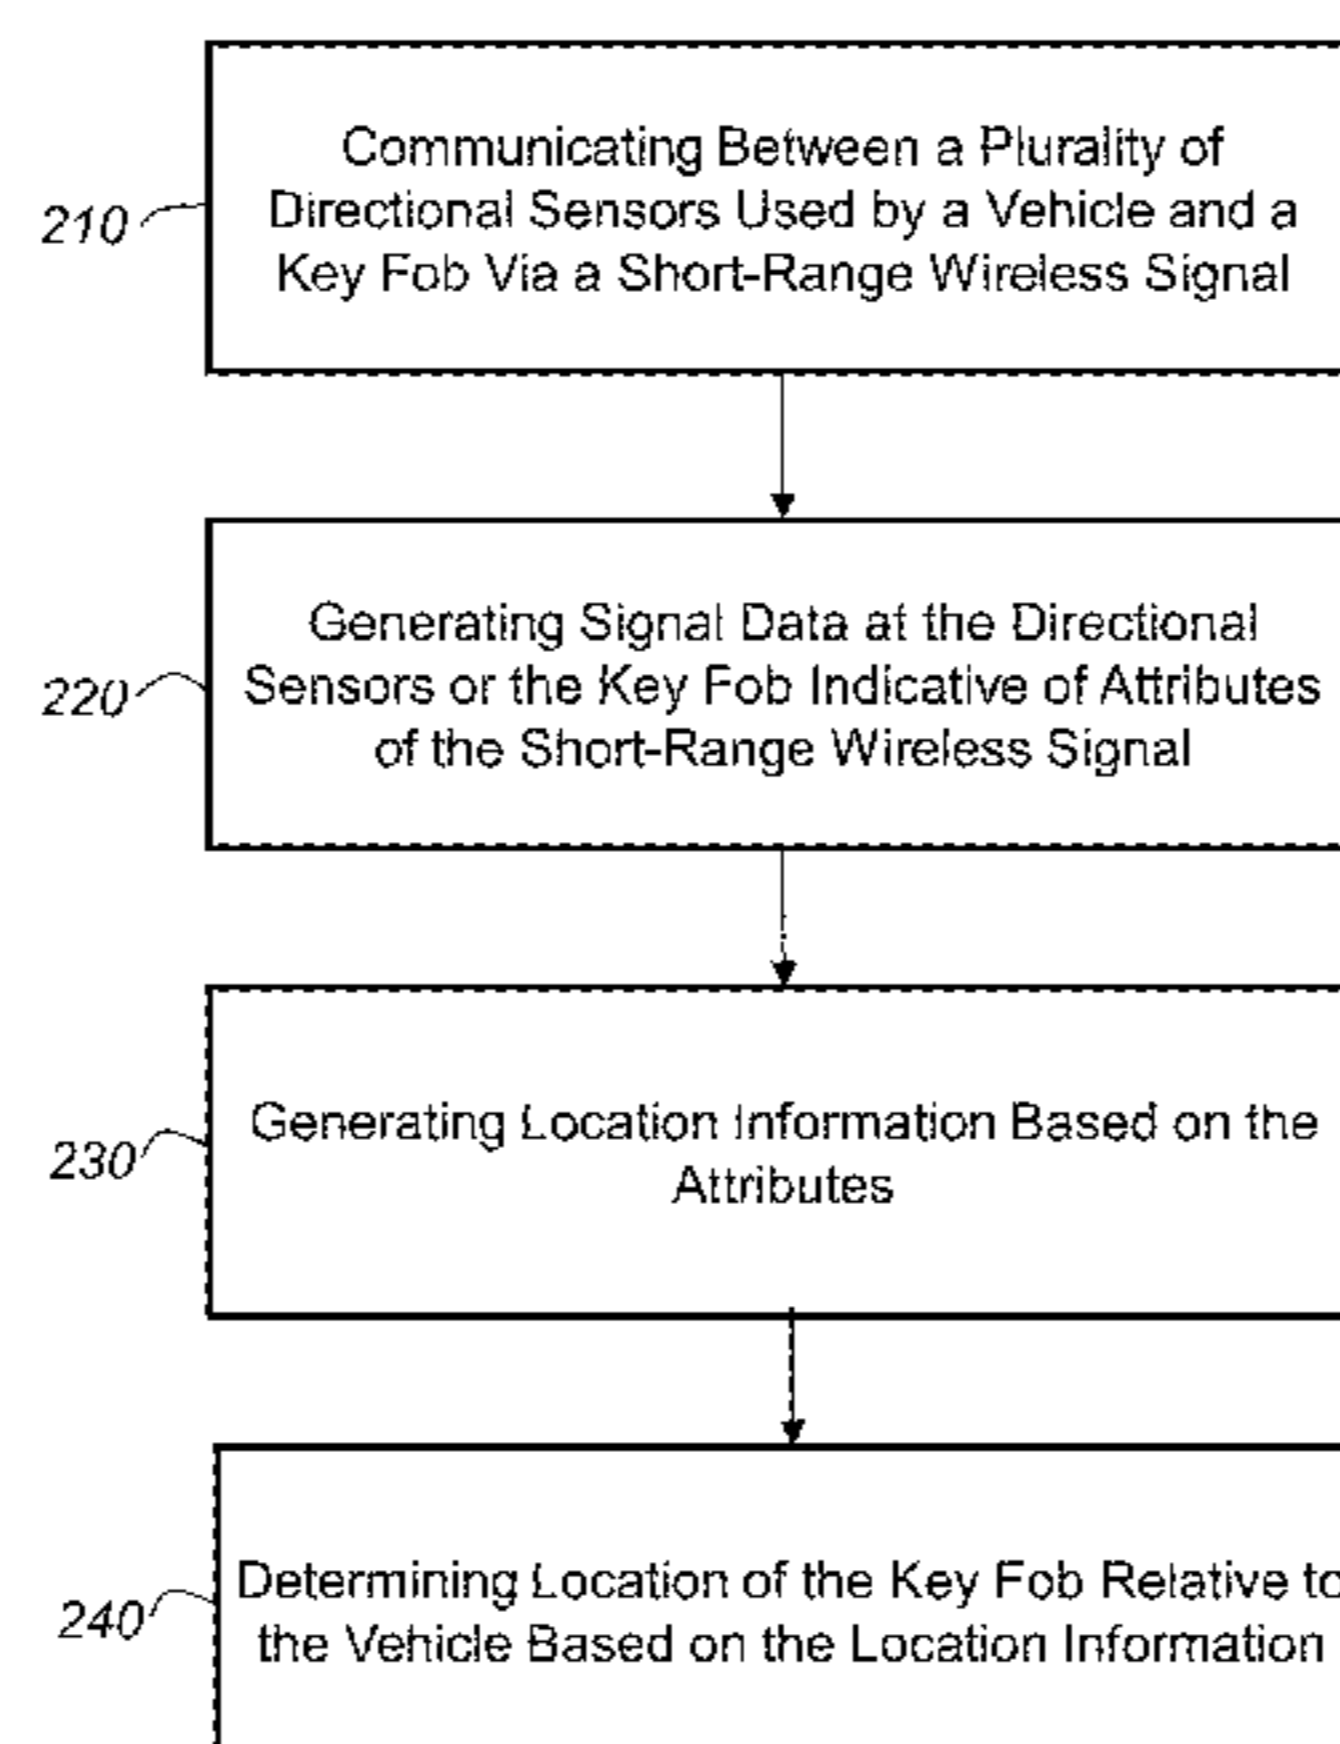 Communicating Between a Plurality of
210
Directional Sensors Used by a Vehicle and a
Key Fob Via a Short-Range Wireless Signal
Generating Signal Data at the Directional
220
Sensors or the Key Fob Indicative of Attributes
of the Short-Range Wireless Signal
Generating Location Information Based on the
230
Attributes
Determining Location of the Key Fob Relative to
240
the Vehicle Based on the Location Information